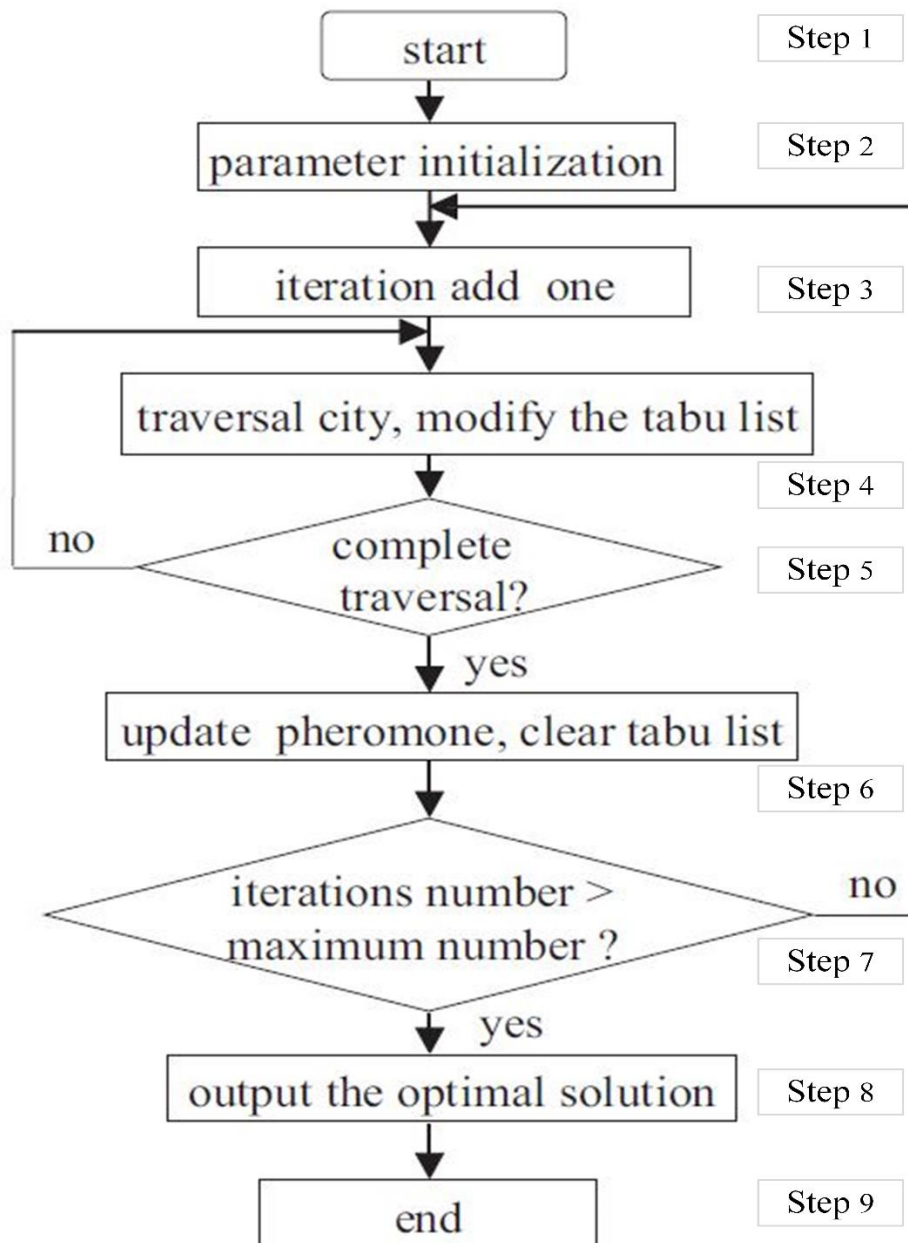 start
Step 1
parameter initialization
Step 2
iteration add one
Step 3
traversal city, modify the tabu list
Step 4
no
complete
traversal?
Step 5
yes
update pheromone, clear tabu list
Step 6
iterations number >
maximum number ?
no
Step 7
yes
output the optimal solution
Step 8
end
Step 9